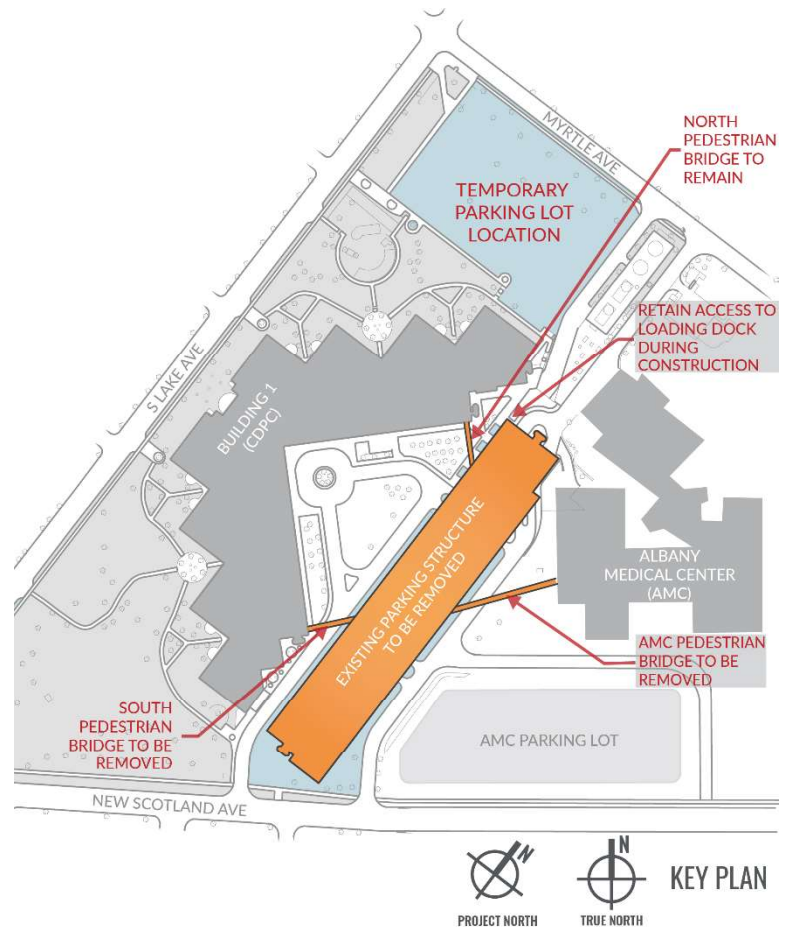 MYRTLE AVE
NORTH
PEDESTRIAN
BRIDGE TO
REMAIN
TEMPORARY
PARKING LOT
LOCATION
RETAIN ACCESS TO
LOADING DOCK
DURING
CONSTRUCTION
S LAKE AVE
BUILDING 1
(CDPC)
EXISTING PARKING STRUCTURE
TO BE REMOVED
ALBANY
MEDICAL CENTER
(AMC)
AMC PEDESTRIAN
BRIDGE TO BE
REMOVED
SOUTH
PEDESTRIAN
BRIDGE TO BE
REMOVED
AMC PARKING LOT
NEW SCOTLAND AVE
N
N
KEY PLAN
PROJECT NORTH
TRUE NORTH